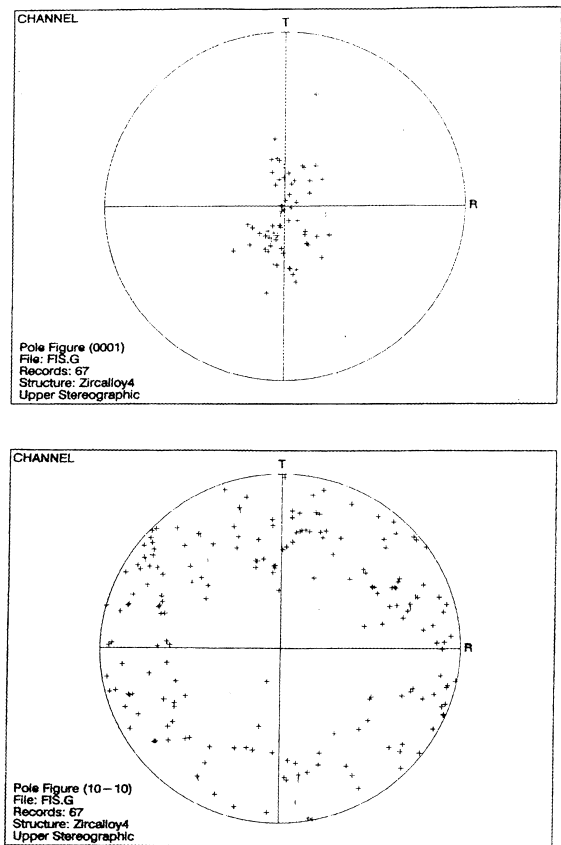 CHANNEL
T
R
Pole Figure (0001)
File: FIS.G
Records: 67
Structure: Zircalloy4
Upper Stereographic
CHANNEL
T
R
Pole Figure (10-10)
File: FIS.G
Records: 67
Structure: Zircalloy4
Upper Stereographic